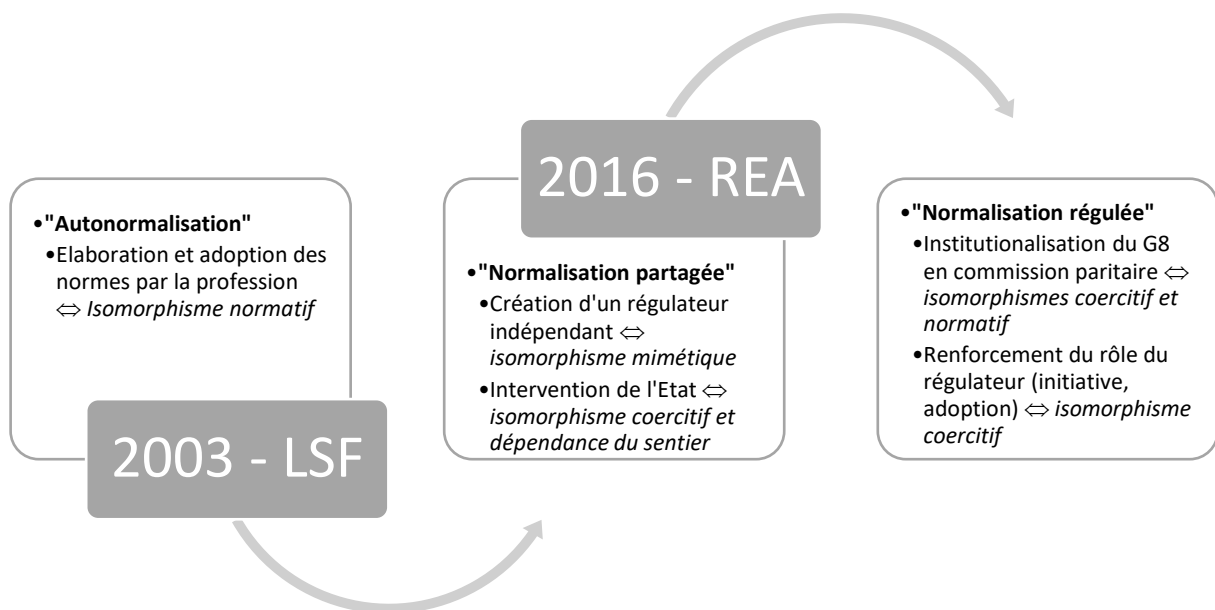 •"Autonormalisation"
•Elaboration et adoption des
normes par la profession
⇔ Isomorphisme normatif
2003 - LSF
2016 - REA
•"Normalisation partagée"
•Création d'un régulateur
indépendant ⇔
isomorphisme mimétique
•Intervention de l'Etat ⇔
isomorphisme coercitif et
dépendance du sentier
•"Normalisation régulée"
•Institutionalisation du G8
en commission paritaire ⇔
isomorphismes coercitif et
normatif
•Renforcement du rôle du
régulateur (initiative,
adoption) ⇔ isomorphisme
coercitif